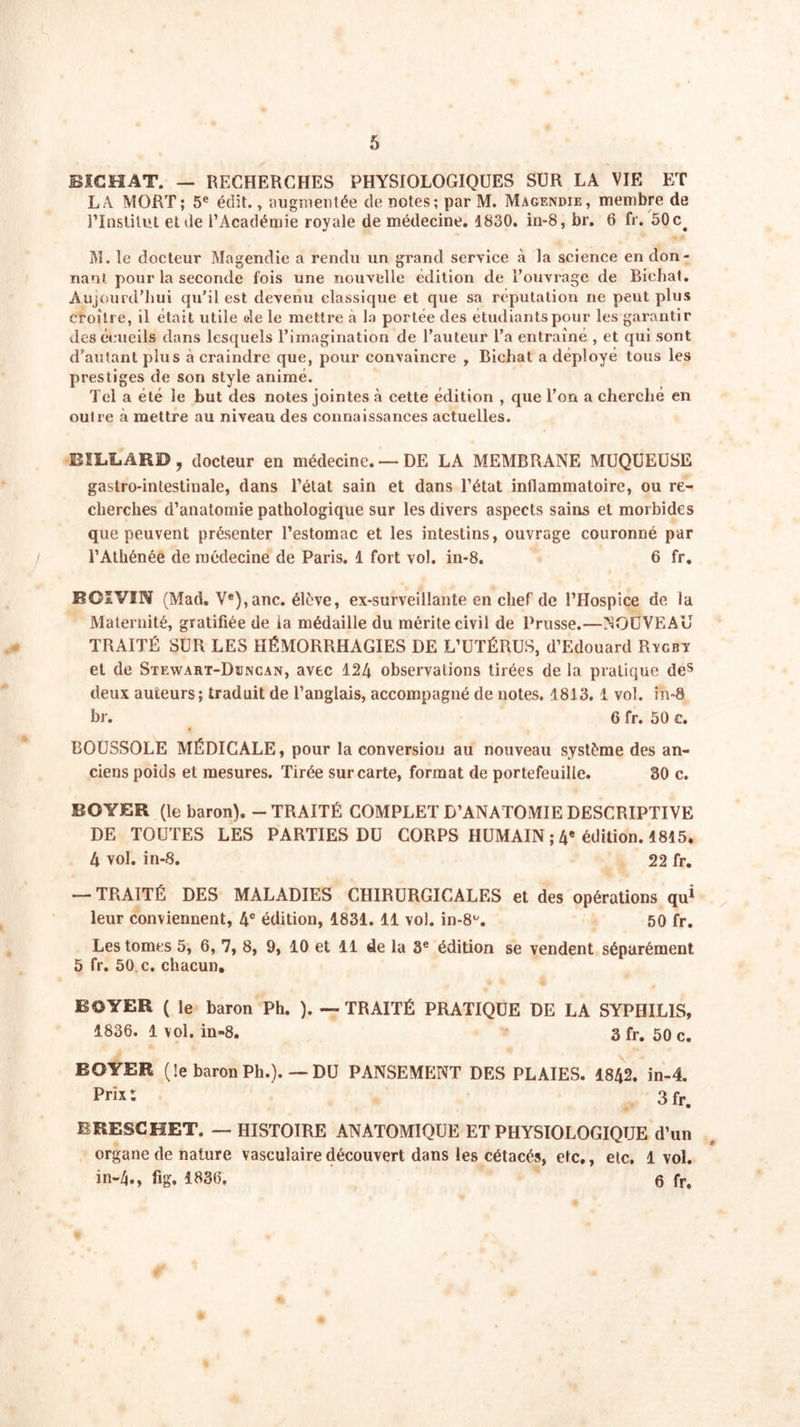 5
BICHAT. — RECHERCHES PHYSIOLOGIQUES SUR LA VIE ET
LA MORT; 5e édit., augmentée de notes; par M. MAGENDIE, membre de
l'Institut et de l'Académie royale de médecine. 1830. in-8, br. 6 fr. 50 c.
M. le docteur Magendie a rendu un grand service à la science en don-
nant pour la seconde fois une nouvelle édition de l'ouvrage de Bichat.
Aujourd'hui qu'il est devenu classique et que sa réputation ne peut plus
croître, il était utile de le mettre à la portée des étudiants pour les garantir
des écueils dans lesquels l'imagination de l'auteur l'a entraîné, et qui sont
d'autant plus à craindre que, pour convaincre, Bichat a déployé tous les
prestiges de son style animé.
Tel a été le but des notes jointes à cette édition, que l'on a cherché en
outre à mettre au niveau des connaissances actuelles.
BILLARD, docteur en médecine. — DE LA MEMBRANE MUQUEUSE
gastro-intestinale, dans l'état sain et dans l'état inflammatoire, ou re-
cherches d'anatomie pathologique sur les divers aspects sains et morbides
que peuvent présenter l'estomac et les intestins, ouvrage couronné par
l'Athénée de médecine de Paris. 1 fort vol. in-8. 6 fr.
BOIVIN (Mad. Ve), anc. élève, ex-surveillante en chef de l'Hospice de la
Maternité, gratifiée de la médaille du mérite civil de Prusse.—NOUVEAU
TRAITÉ SUR LES HÉMORRHAGIES DE L'UTÉRUS, d'Edouard RYGBY
et de STEWART-DUNCAN, avec 124 observations tirées de la pratique des
deux auteurs; traduit de l'anglais, accompagné de notes. 1813. 1 vol. in-8
br. 6 fr. 50 c.
BOUSSOLE MÉDICALE, pour la conversion au nouveau système des an-
ciens poids et mesures. Tirée sur carte, format de portefeuille. 30 c.
BOYER (le baron). — TRAITÉ COMPLET D'ANATOMIE DESCRIPTIVE
DE TOUTES LES PARTIES DU CORPS HUMAIN; 4e édition. 1815.
4 vol. in-8. 22 fr.
— TRAITÉ DES MALADIES CHIRURGICALES et des opérations qui
leur conviennent, 4e édition, 1831. 11 vol. in-8º. 50 fr.
Les tomes 5, 6, 7, 8, 9, 10 et 11 de la 3e édition se vendent séparément
5 fr. 50 c. chacun.
BOYER ( le baron Ph. ). — TRAITÉ PRATIQUE DE LA SYPHILIS,
1836. 1 vol. in-8. 3 fr. 50 c.
BOYER (le baron Ph.). — DU PANSEMENT DES PLAIES. 1842. in-4.
Prix: 3 fr.
BRESCHET. — HISTOIRE ANATOMIQUE ET PHYSIOLOGIQUE d'un
organe de nature vasculaire découvert dans les cétacés, etc., etc. 1 vol.
in-4., fig. 1836. 6 fr.